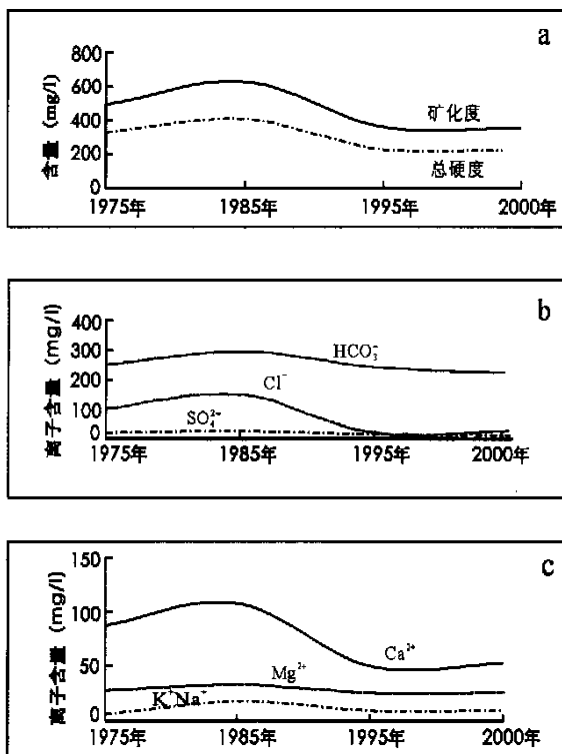 a
800
600
400
200
0
含量 (mg/l)
矿化度
总硬度
1975年 1985年 1995年 2000年
b
400
300
200
100
0
离子含量 (mg/l)
HCO₃⁻
Cl⁻
SO₄²⁻
1975年 1985年 1995年 2000年
c
150
100
50
0
离子含量 (mg/l)
Ca²⁺
Mg²⁺
K⁺Na⁺
1975年 1985年 1995年 2000年